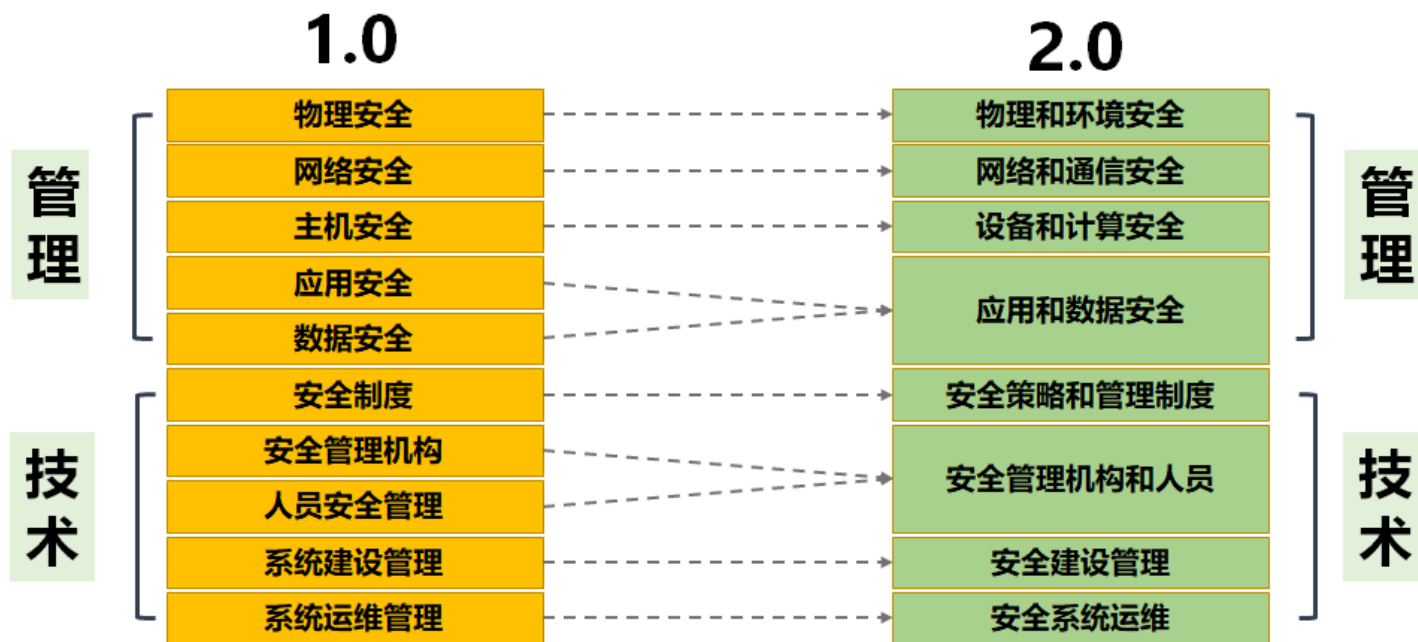 1.0
2.0
管理
物理安全
物理和环境安全
管理
网络安全
网络和通信安全
主机安全
设备和计算安全
应用安全
数据安全
应用和数据安全
技术
安全制度
安全策略和管理制度
技术
安全管理机构
人员安全管理
安全管理机构和人员
系统建设管理
安全建设管理
系统运维管理
安全系统运维